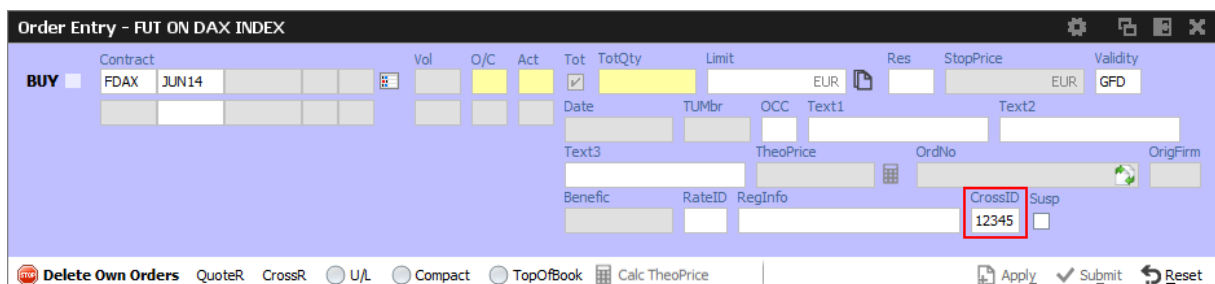 Order Entry - FUT ON DAX INDEX
Contract Vol O/C Act Tot TotQty Limit Res StopPrice Validity
BUY FDAX JUN14 EUR EUR GFD
Date TUMbr OCC Text1 Text2
Text3 TheoPrice OrdNo OrigFirm
Benefic RateID RegInfo CrossID Susp
12345
STOP Delete Own Orders QuoteR CrossR U/L Compact TopOfBook Calc TheoPrice Apply Submit Reset